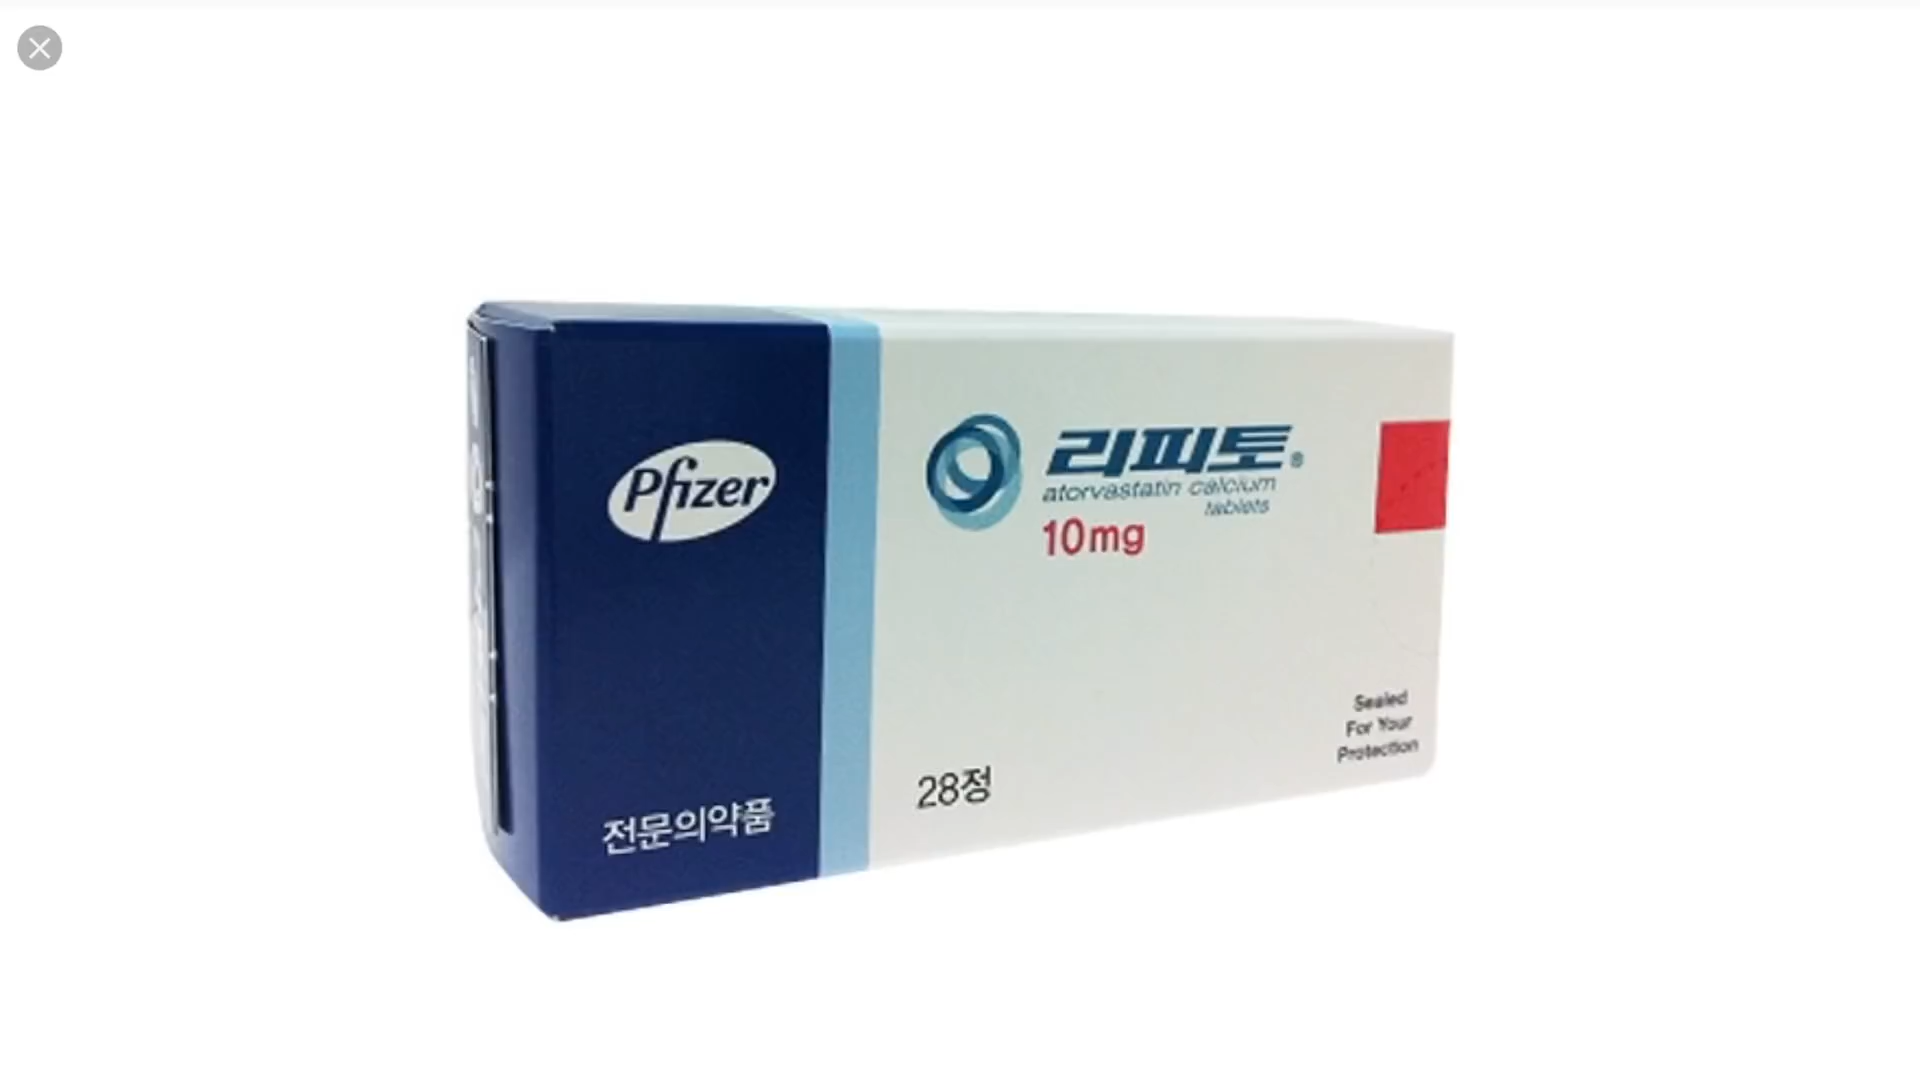 Pfizer
전문의약품
리피토®
atorvastatin calcium
tablets
10mg
28정
Sealed
For Your
Protection